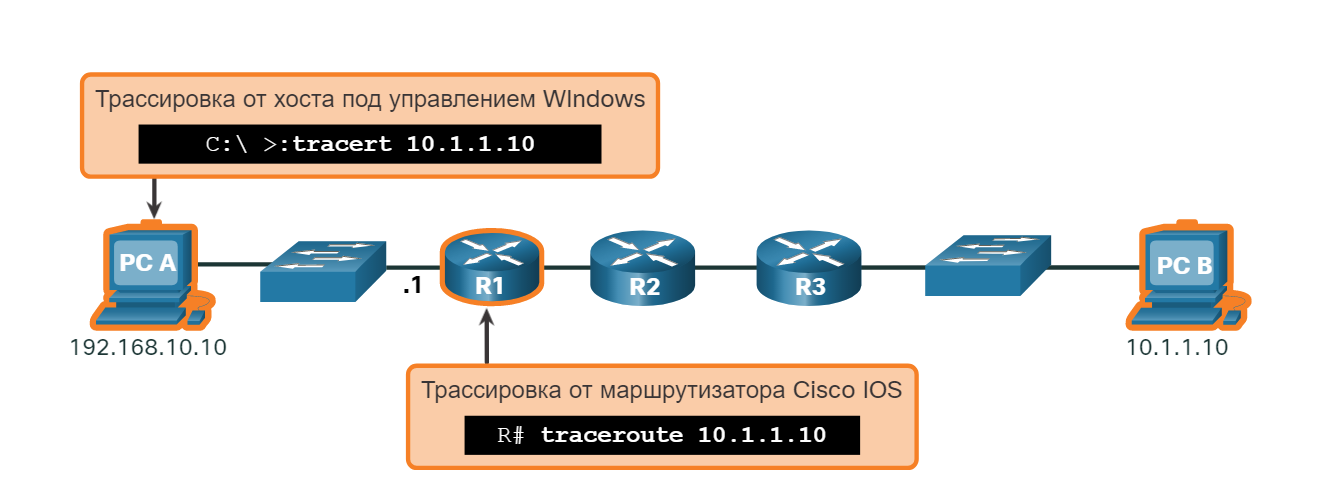 Трассировка от хоста под управлением WIndows
C:\ >:tracert 10.1.1.10
PC A
.1
R1
R2
R3
PC B
192.168.10.10
10.1.1.10
Трассировка от маршрутизатора Cisco IOS
R# traceroute 10.1.1.10